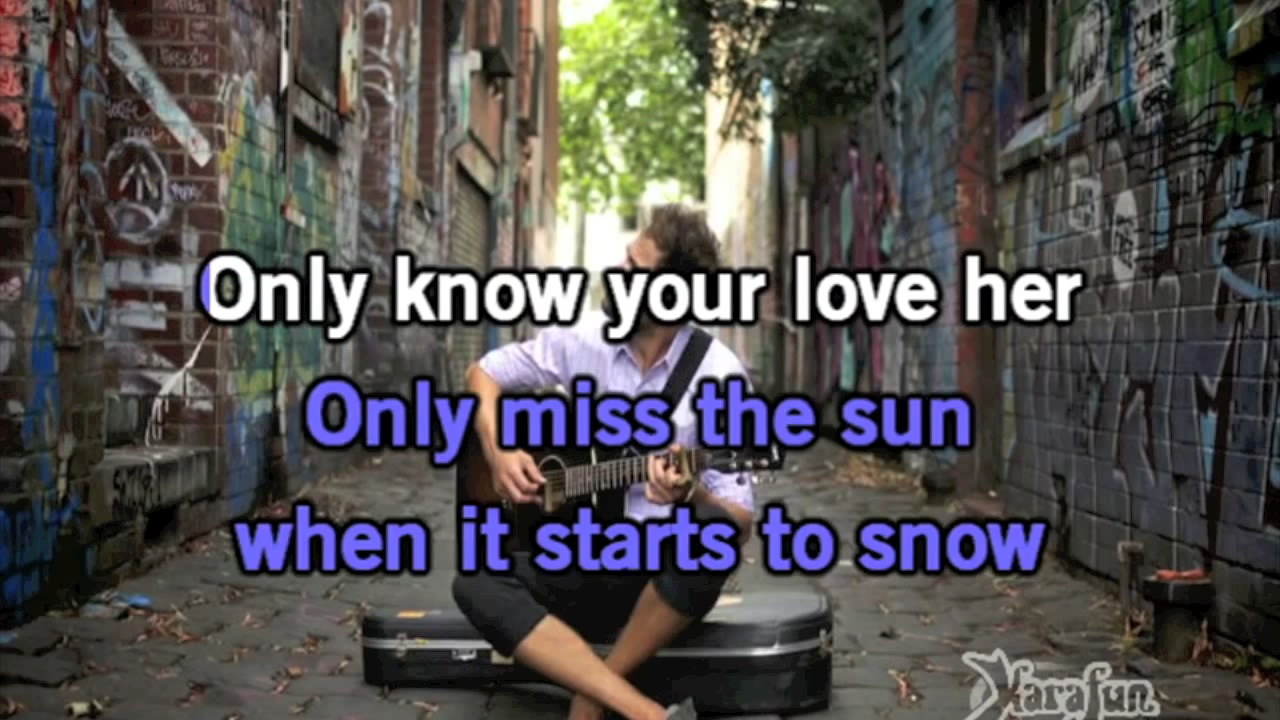 Only know your love her
Only miss the sun
when it starts to snow
Karafun